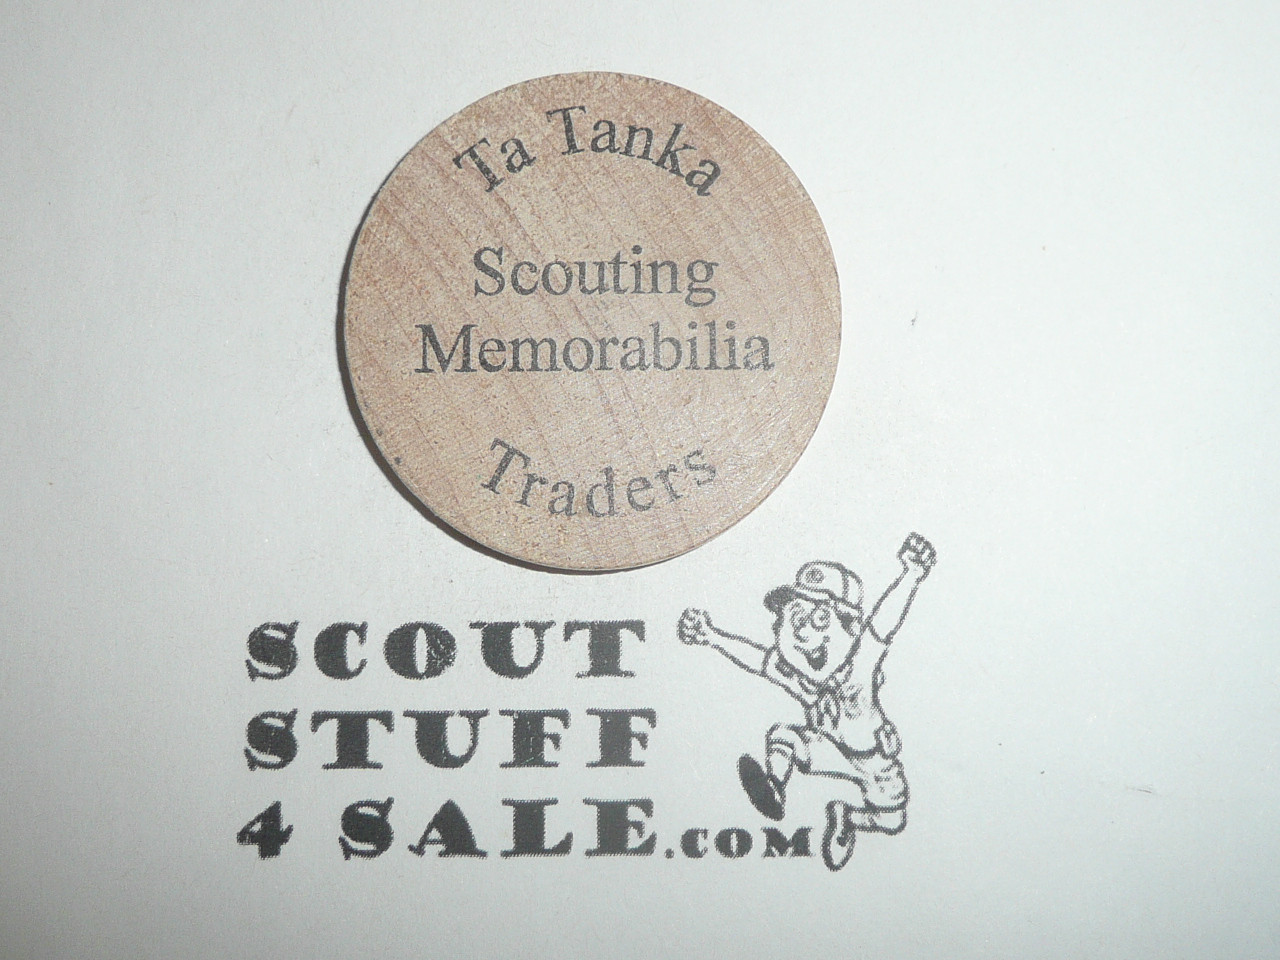 Ta Tanka
Scouting
Memorabilia
Traders
SCOUT
STUFF
4 SALE.COM